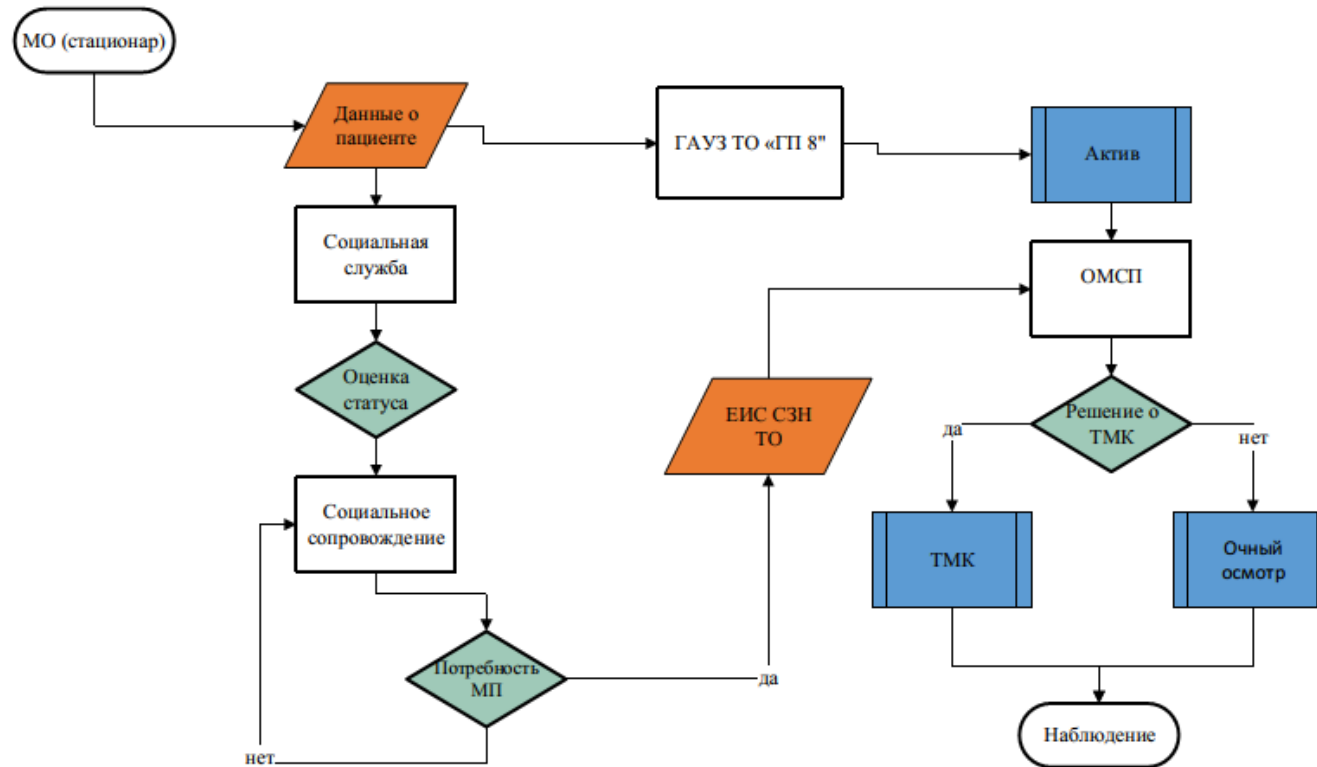 МО (стационар)
Данные о
пациенте
ГАУЗ ТО «ГП 8"
Актив
Социальная
служба
ОМСП
Оценка
статуса
ЕИС СЗН
ТО
Решение о
ТМК
да
нет
Социальное
сопровождение
ТМК
Очный
осмотр
Потребность
МП
да
нет
Наблюдение